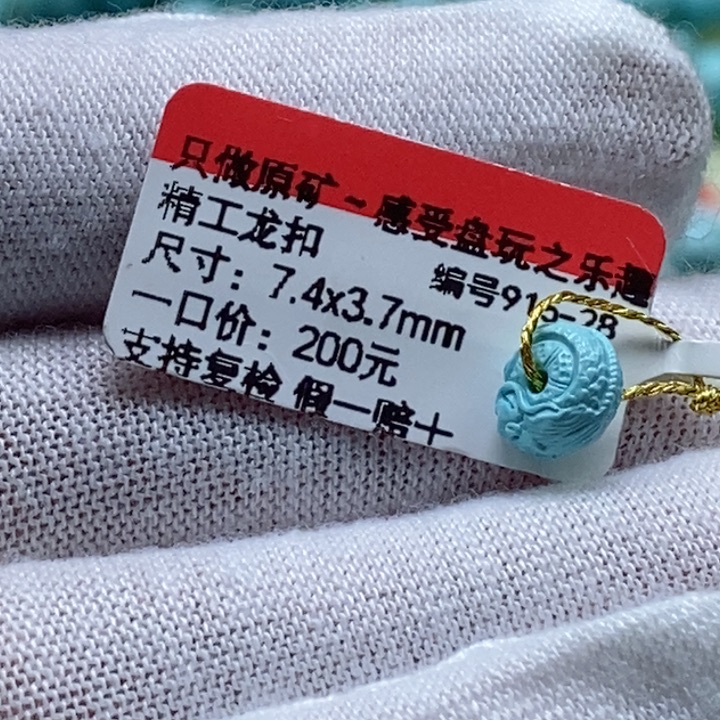 只做原矿~感受盘玩之乐趣
精工龙扣
编号915-28
尺寸：7.4x3.7mm
一口价：200元
支持复检 假一赔十